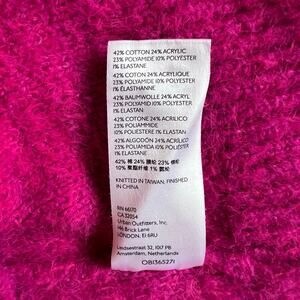 42% COTTON 24% ACRYLIC
23% POLYAMIDE 10% POLYESTER
1% ELASTANE
42% COTON 24% ACRYLIQUE
23% POLYAMIDE 10% POLYESTER
1% ÉLASTHANNE
42% BAUMWOLLE 24% ACRYL
23% POLYAMID 10% POLYESTER
1% ELASTAN
42% COTONE 24% ACRILICO
23% POLIAMMIDE
10% POLIESTERE 1% ELASTAN
42% ALGODÓN 24% ACRÍLICO
23% POLIAMIDA 10% POLIÉSTER
1% ELASTANO
42% 棉 24% 腈纶 23% 锦纶
10% 聚酯纤维 1% 氨纶
KNITTED IN TAIWAN, FINISHED
IN CHINA
RN 66170
CA 32054
Urban Outfitters, Inc.
146 Brick Lane
LONDON, E1 6RU
Leidsestraat 32, 1017 PB
Amsterdam, Netherlands
OB1365271